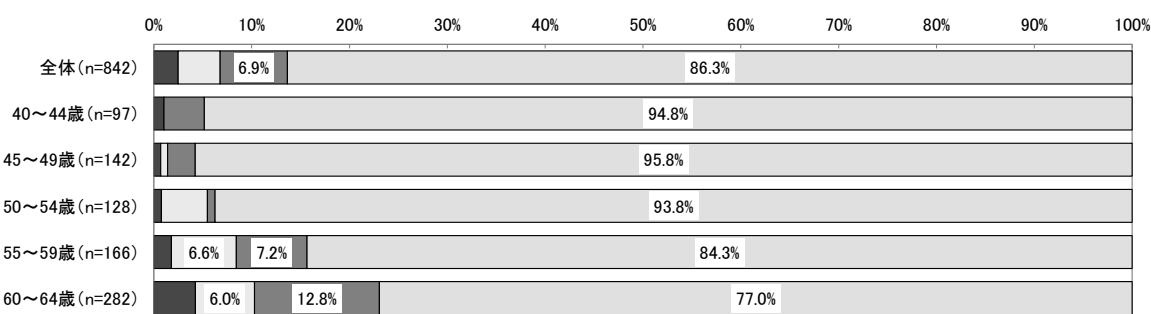 0% 10% 20% 30% 40% 50% 60% 70% 80% 90% 100%
全体(n=842) 6.9% 86.3%
40～44歳(n=97) 94.8%
45～49歳(n=142) 95.8%
50～54歳(n=128) 93.8%
55～59歳(n=166) 6.6% 7.2% 84.3%
60～64歳(n=282) 6.0% 12.8% 77.0%